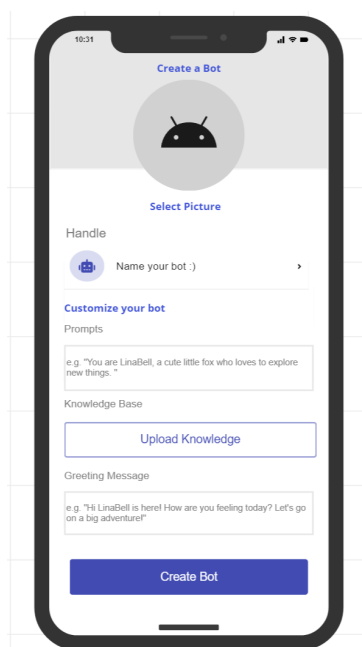 10:31
Create a Bot
Select Picture
Handle
Name your bot :)
Customize your bot
Prompts
e.g. "You are LinaBell, a cute little fox who loves to explore
new things. "
Knowledge Base
Upload Knowledge
Greeting Message
e.g. "Hi LinaBell is here! How are you feeling today? Let's go
on a big adventure!"
Create Bot